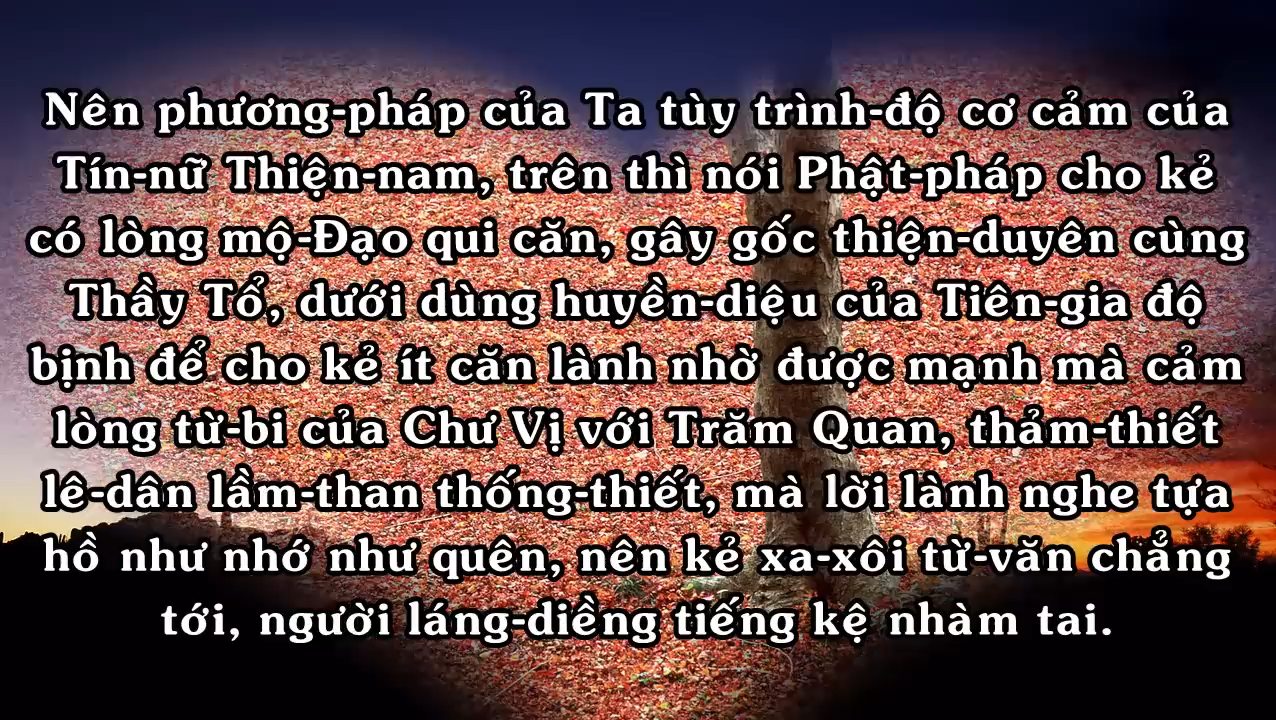 Nên phương-pháp của Ta tùy trình-độ cơ cảm của
Tín-nữ Thiện-nam, trên thì nói Phật-pháp cho kẻ
có lòng mộ-Đạo qui căn, gây gốc thiện-duyên cùng
Thầy Tổ, dưới dùng huyền-diệu của Tiên-gia độ
bịnh để cho kẻ ít căn lành nhờ được mạnh mà cảm
lòng từ-bi của Chư Vị với Trăm Quan, thảm-thiết
lê-dân lầm-than thống-thiết, mà lời lành nghe tựa
hồ như nhớ như quên, nên kẻ xa-xôi từ-văn chẳng
tới, người láng-diềng tiếng kệ nhàm tai.